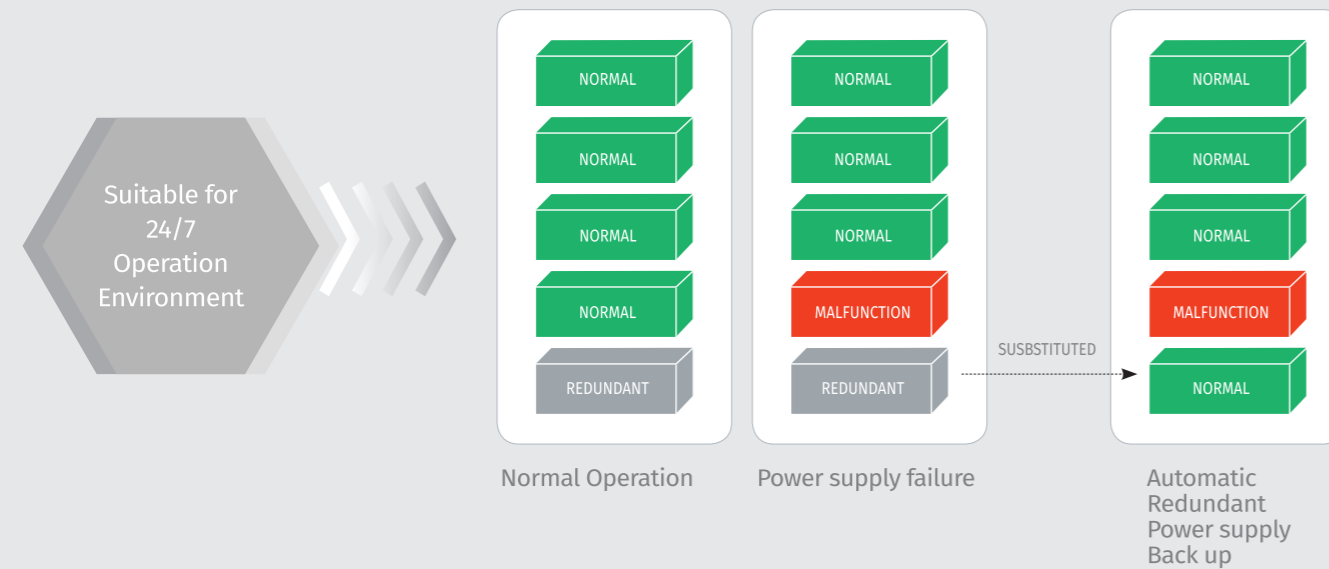 Suitable for
24/7
Operation
Environment
NORMAL
NORMAL
NORMAL
NORMAL
REDUNDANT
Normal Operation
NORMAL
NORMAL
NORMAL
MALFUNCTION
REDUNDANT
Power supply failure
SUSBSTITUTED
NORMAL
NORMAL
NORMAL
MALFUNCTION
NORMAL
Automatic
Redundant
Power supply
Back up